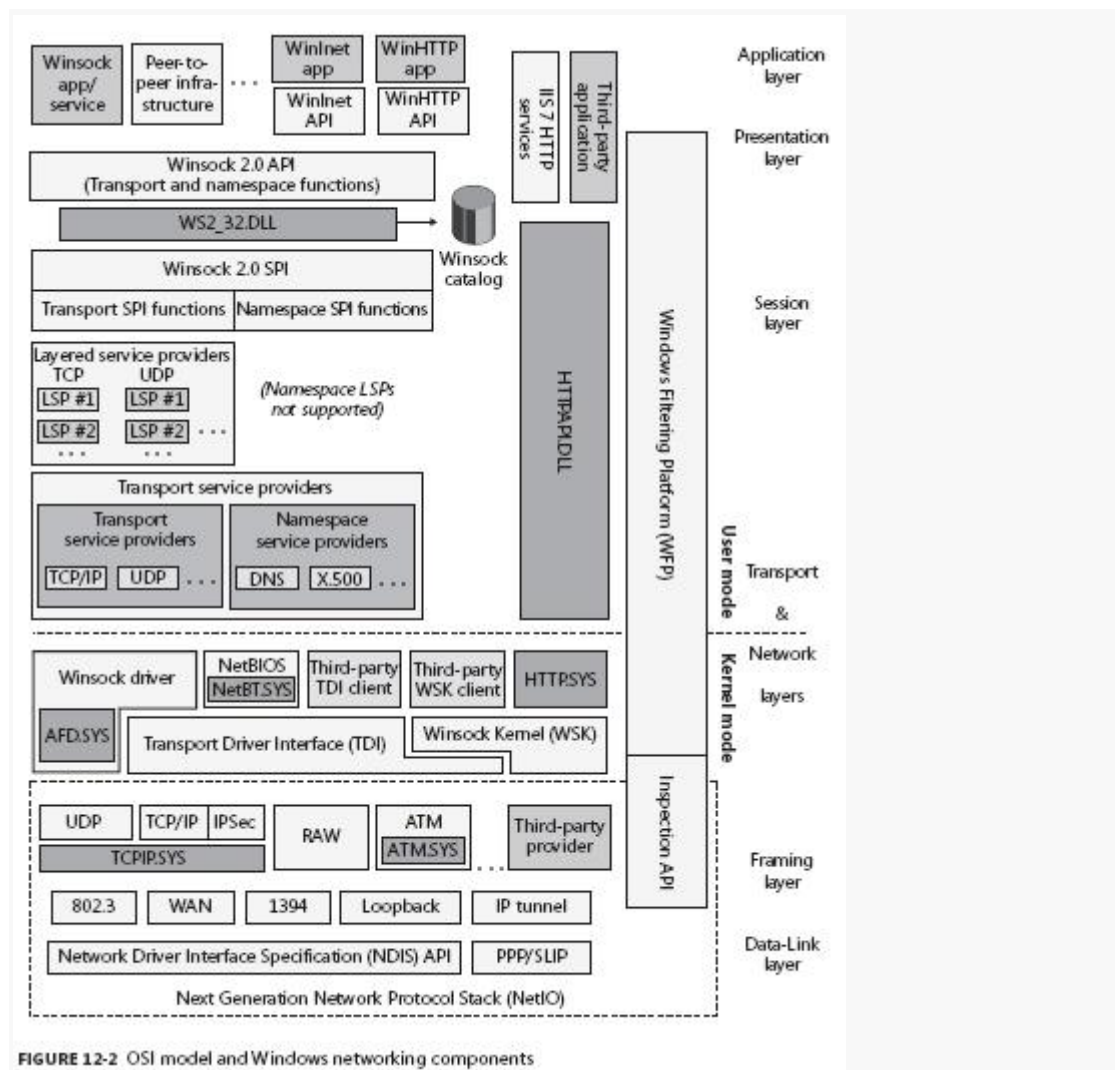 Winsock
app/
service
Peer-to-
peer infra-
structure
...
WinInet
app
WinInet
API
WinHTTP
app
WinHTTP
API
IIS 7 HTTP
services
Third-party
application
Application
layer
Presentation
layer
Winsock 2.0 API
(Transport and namespace functions)
WS2_32.DLL
Winsock
catalog
Winsock 2.0 SPI
Transport SPI functions
Namespace SPI functions
Session
layer
Layered service providers
TCP
UDP
LSP #1
LSP #1
LSP #2
LSP #2
...
...
...
(Namespace LSPs
not supported)
HTTPAPI.DLL
Windows Filtering Platform (WFP)
Transport service providers
Transport
service providers
TCP/IP
UDP
...
Namespace
service providers
DNS
X.500
...
User mode
Kernel mode
Transport
&
Network
layers
Winsock driver
AFD.SYS
NetBIOS
NetBT.SYS
Third-party
TDI client
Third-party
WSK client
HTTP.SYS
Transport Driver Interface (TDI)
Winsock Kernel (WSK)
Inspection API
UDP
TCP/IP
IPSec
TCPIP.SYS
RAW
ATM
ATM.SYS
...
Third-party
provider
Framing
layer
802.3
WAN
1394
Loopback
IP tunnel
Network Driver Interface Specification (NDIS) API
PPP/SLIP
Data-Link
layer
Next Generation Network Protocol Stack (NetIO)
FIGURE 12-2 OSI model and Windows networking components